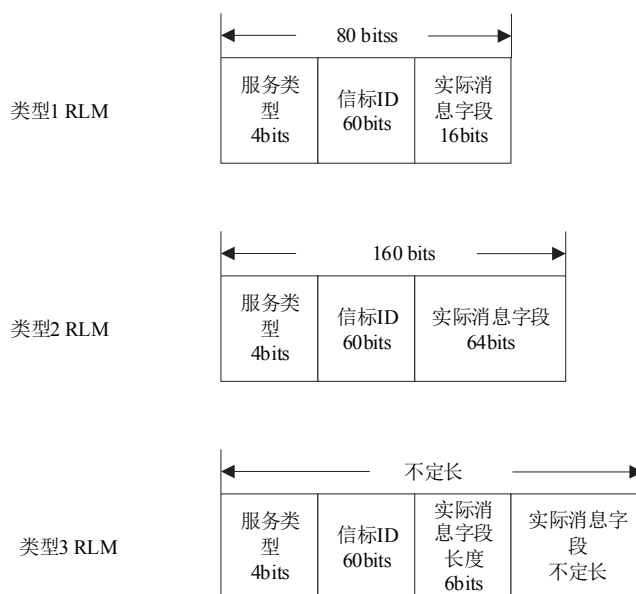 80 bitss
类型1 RLM
服务类
型
4bits
信标ID
60bits
实际消
息字段
16bits
160 bits
类型2 RLM
服务类
型
4bits
信标ID
60bits
实际消息字段
64bits
不定长
类型3 RLM
服务类
型
4bits
信标ID
60bits
实际消
息字段
长度
6bits
实际消息字
段
不定长